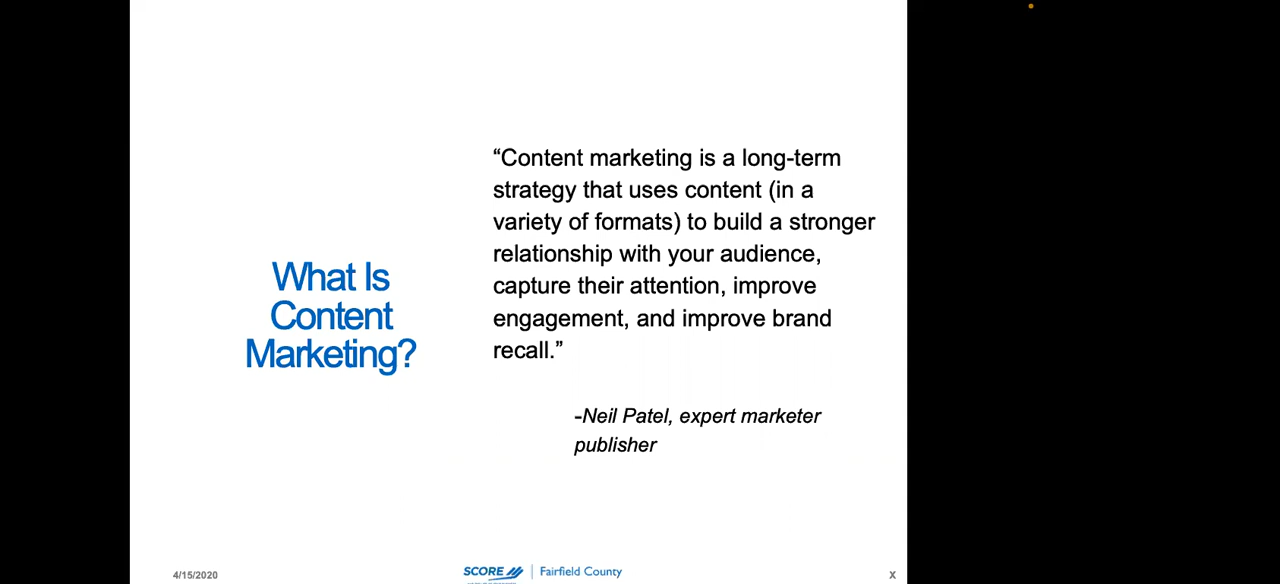 What Is
Content
Marketing?
“Content marketing is a long-term
strategy that uses content (in a
variety of formats) to build a stronger
relationship with your audience,
capture their attention, improve
engagement, and improve brand
recall.”
-Neil Patel, expert marketer
publisher
4/15/2020
SCORE | Fairfield County
X